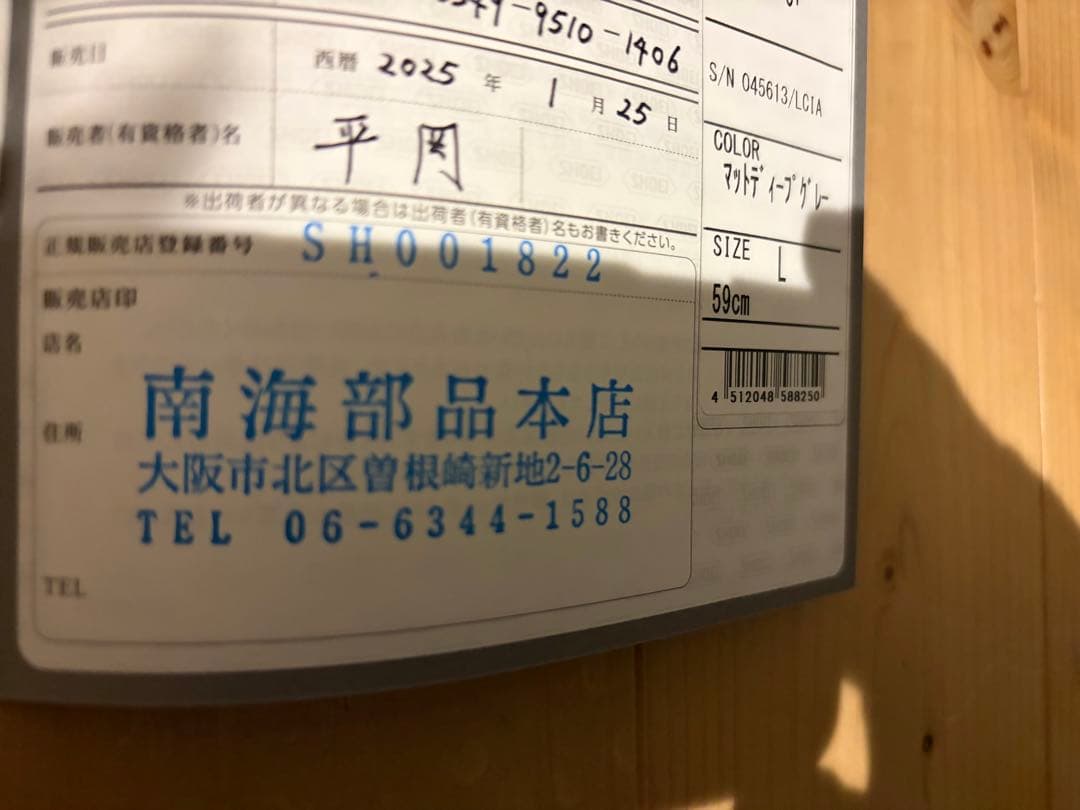 -9510-1406
販売日 西暦 2025 年 1 月 25 日
販売者(有資格者)名 平岡
※出荷者が異なる場合は出荷者(有資格者)名もお書きください。
正規販売店登録番号 SH001822
販売店印
店名
南海部品本店
住所
大阪市北区曽根崎新地2-6-28
TEL 06-6344-1588
TEL
S/N 045613/LCIA
COLOR
マットディープグレー
SIZE L
59cm
4 512048 588250